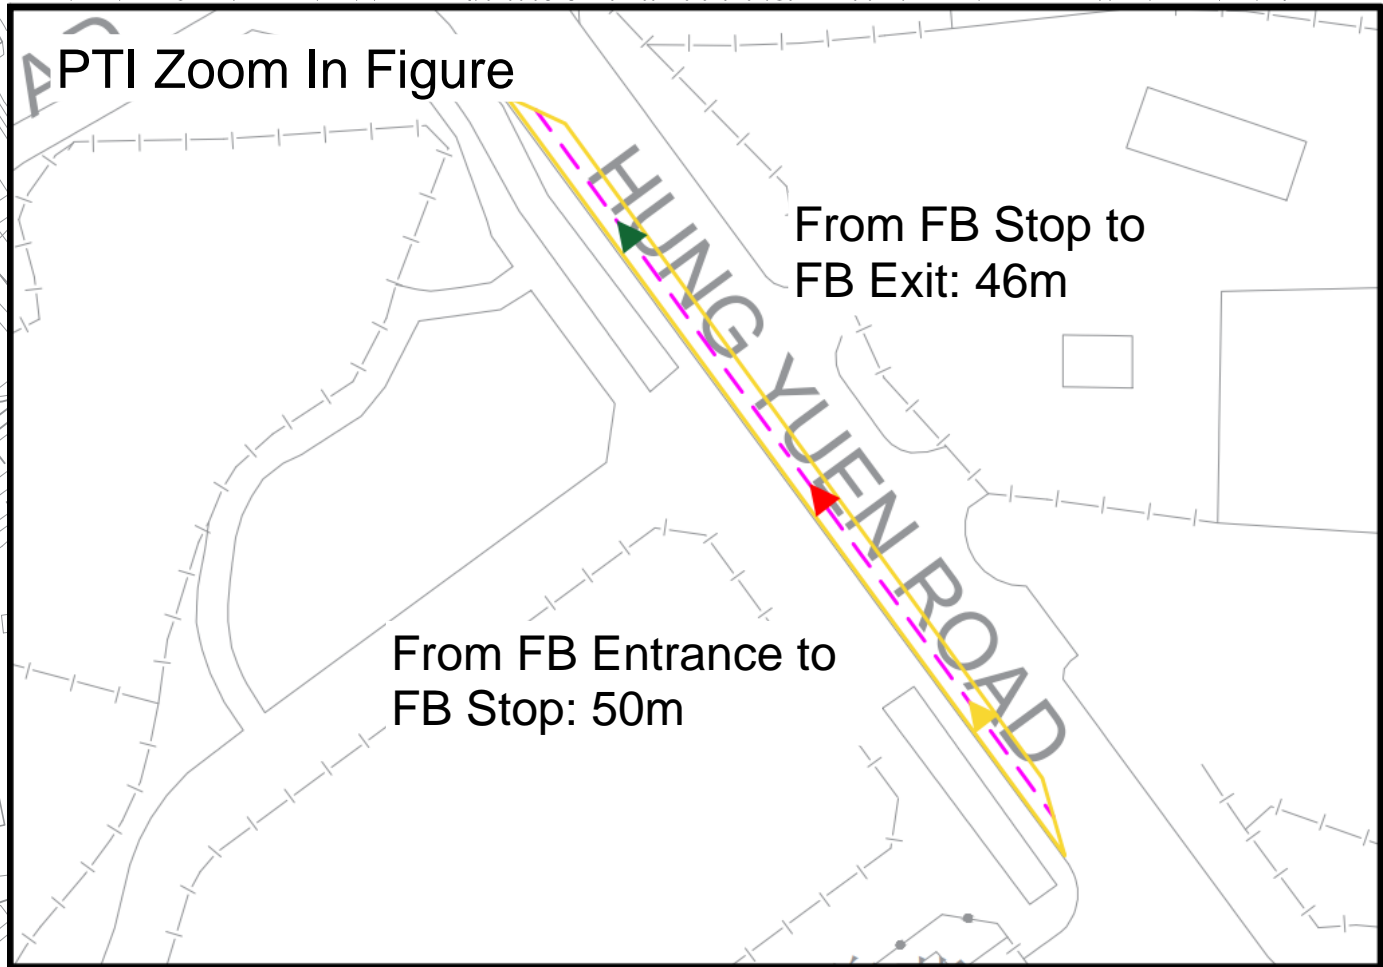 PTI Zoom In Figure
From FB Stop to
FB Exit: 46m
HUNG YUEN ROAD
From FB Entrance to
FB Stop: 50m